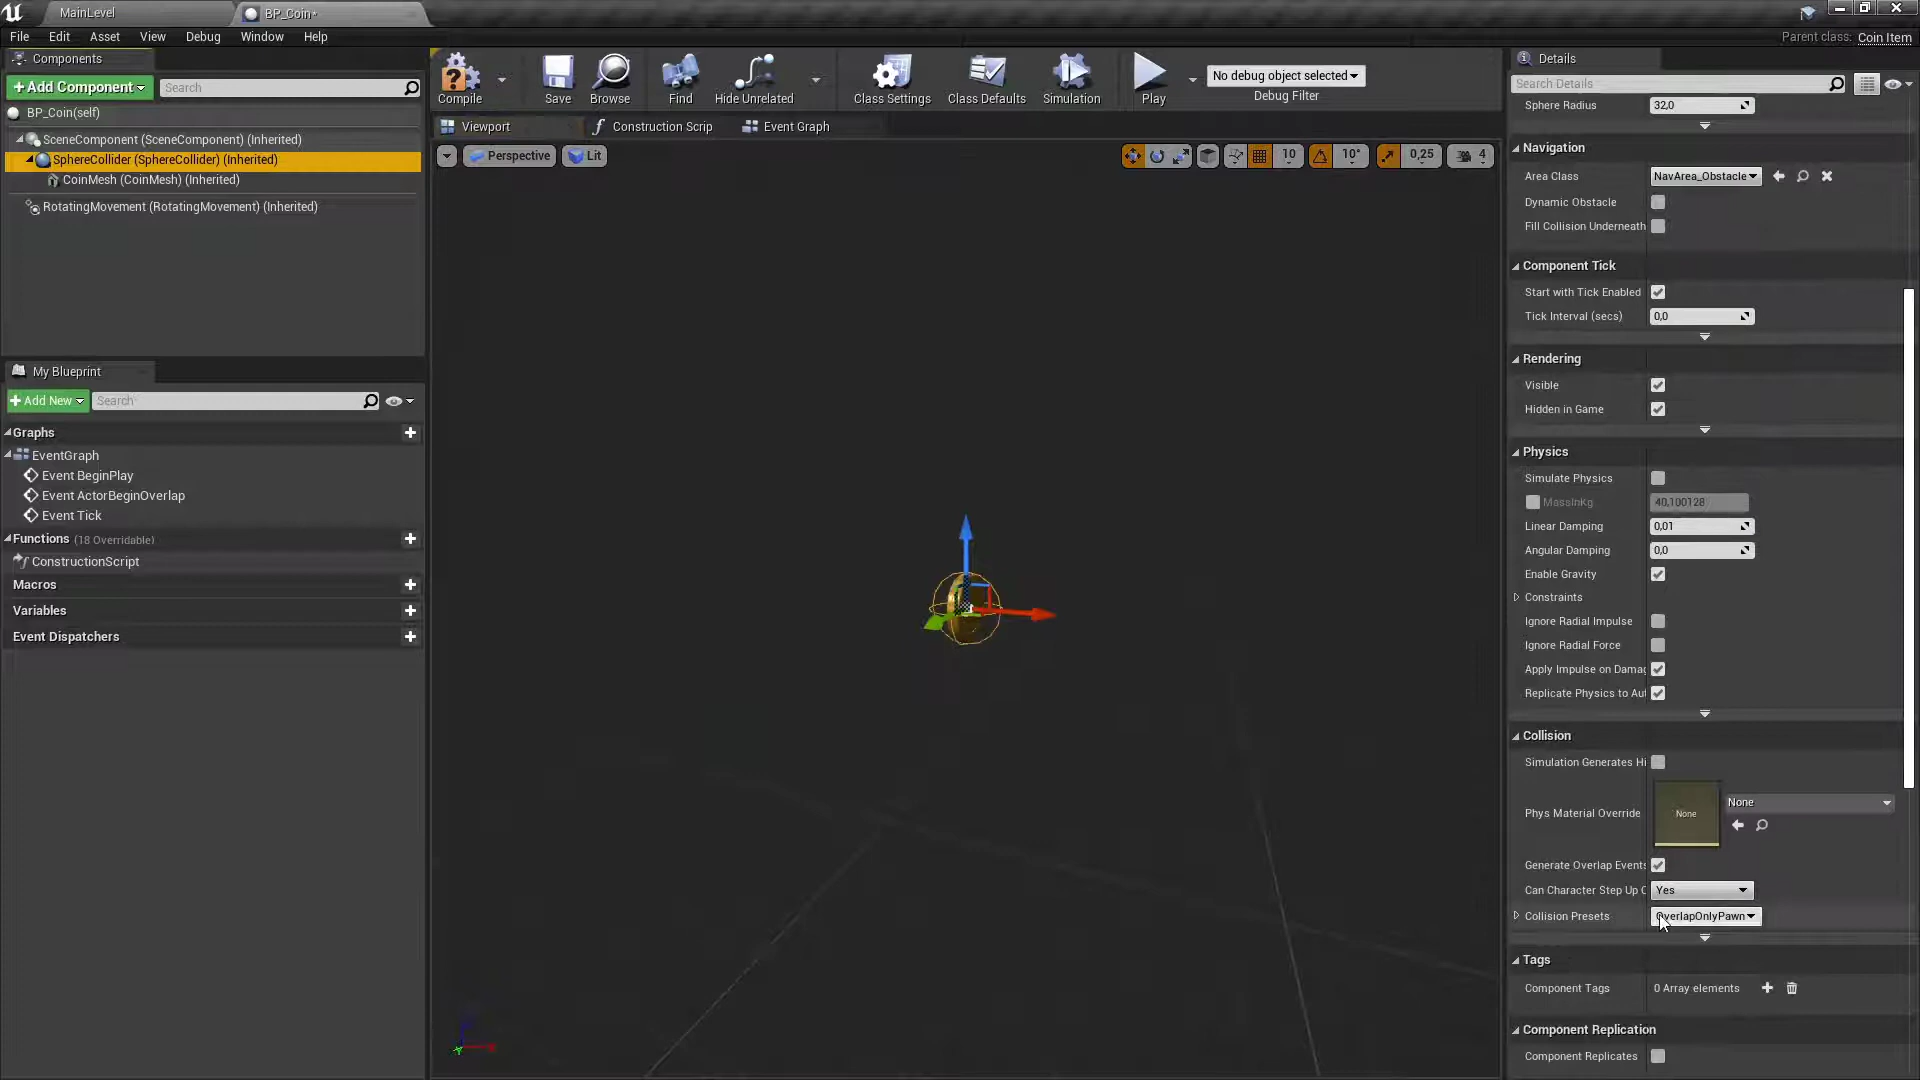 MainLevel
BP_Coin*
File Edit Asset View Debug Window Help
Parent class: Coin Item
Components
+Add Component
Search
BP_Coin(self)
SceneComponent (SceneComponent) (Inherited)
SphereCollider (SphereCollider) (Inherited)
CoinMesh (CoinMesh) (Inherited)
RotatingMovement (RotatingMovement) (Inherited)
My Blueprint
+Add New
Search
Graphs
EventGraph
Event BeginPlay
Event ActorBeginOverlap
Event Tick
Functions (18 Overridable)
ConstructionScript
Macros
Variables
Event Dispatchers
Compile
Save
Browse
Find
Hide Unrelated
Class Settings
Class Defaults
Simulation
Play
No debug object selected
Debug Filter
Viewport
Construction Scrip
Event Graph
Perspective
Lit
10
10°
0,25
4
Details
Search Details
Sphere Radius 32,0
Navigation
Area Class NavArea_Obstacle
Dynamic Obstacle
Fill Collision Underneath
Component Tick
Start with Tick Enabled
Tick Interval (secs) 0,0
Rendering
Visible
Hidden in Game
Physics
Simulate Physics
MassInKg 40,100128
Linear Damping 0,01
Angular Damping 0,0
Enable Gravity
Constraints
Ignore Radial Impulse
Ignore Radial Force
Apply Impulse on Damag
Replicate Physics to Aut
Collision
Simulation Generates Hi
Phys Material Override None None
Generate Overlap Events
Can Character Step Up O Yes
Collision Presets OverlapOnlyPawn
Tags
Component Tags 0 Array elements
Component Replication
Component Replicates